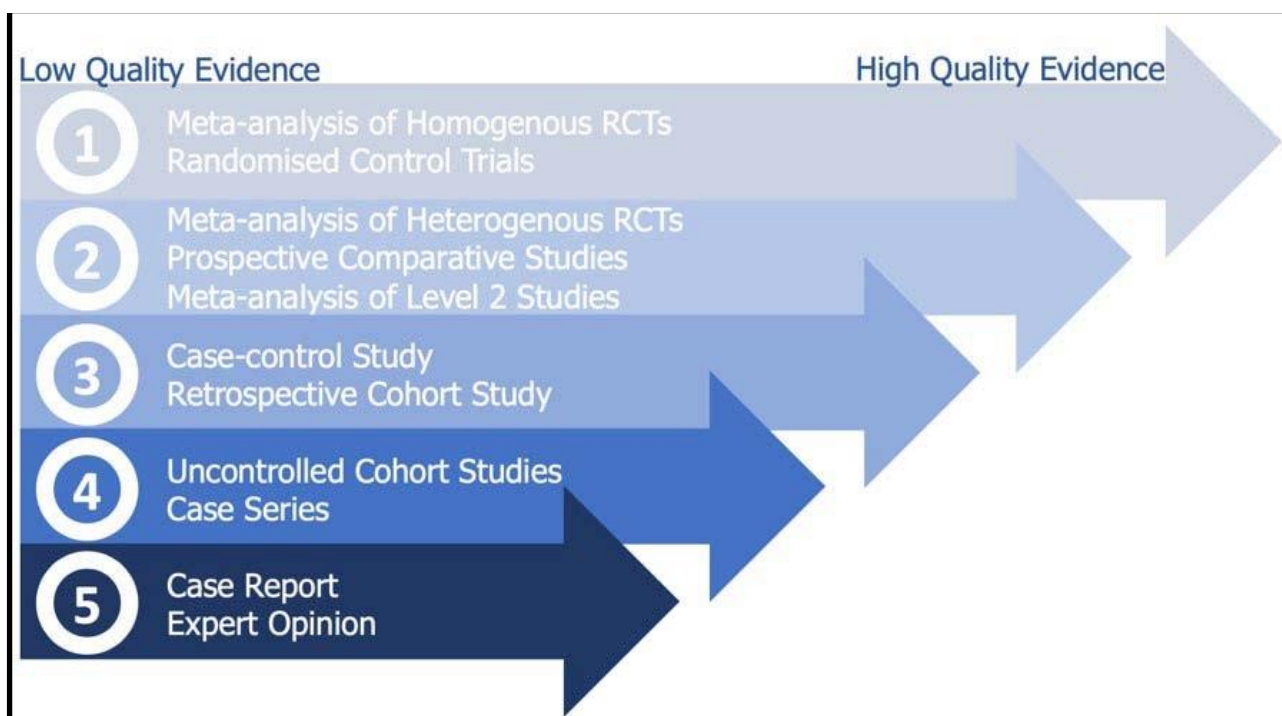 Low Quality Evidence
High Quality Evidence
1
Meta-analysis of Homogenous RCTs
Randomised Control Trials
2
Meta-analysis of Heterogenous RCTs
Prospective Comparative Studies
Meta-analysis of Level 2 Studies
3
Case-control Study
Retrospective Cohort Study
4
Uncontrolled Cohort Studies
Case Series
5
Case Report
Expert Opinion